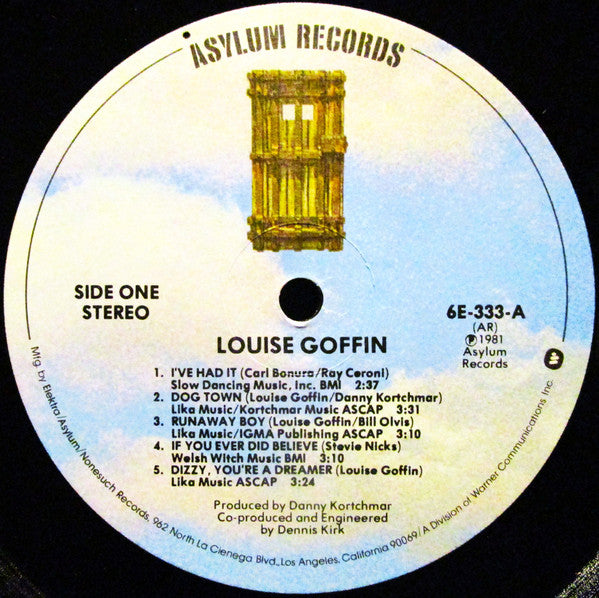 ASYLUM RECORDS
SIDE ONE
STEREO
6E-333-A
(AR)
℗ 1981
Asylum
Records
LOUISE GOFFIN
1. I'VE HAD IT (Carl Bonura/Ray Ceroni)
Slow Dancing Music, Inc. BMI 2:37
2. DOG TOWN (Louise Goffin/Danny Kortchmar)
Lika Music/Kortchmar Music ASCAP 3:31
3. RUNAWAY BOY (Louise Goffin/Bill Olvis)
Lika Music/IGMA Publishing ASCAP 3:10
4. IF YOU EVER DID BELIEVE (Stevie Nicks)
Welsh Witch Music BMI 3:10
5. DIZZY, YOU'RE A DREAMER (Louise Goffin)
Lika Music ASCAP 3:24
Produced by Danny Kortchmar
Co-produced and Engineered
by Dennis Kirk
Mfg. by Elektra/Asylum/Nonesuch Records, 962 North La Cienega Blvd., Los Angeles, California 90069/A Division of Warner Communications Inc.